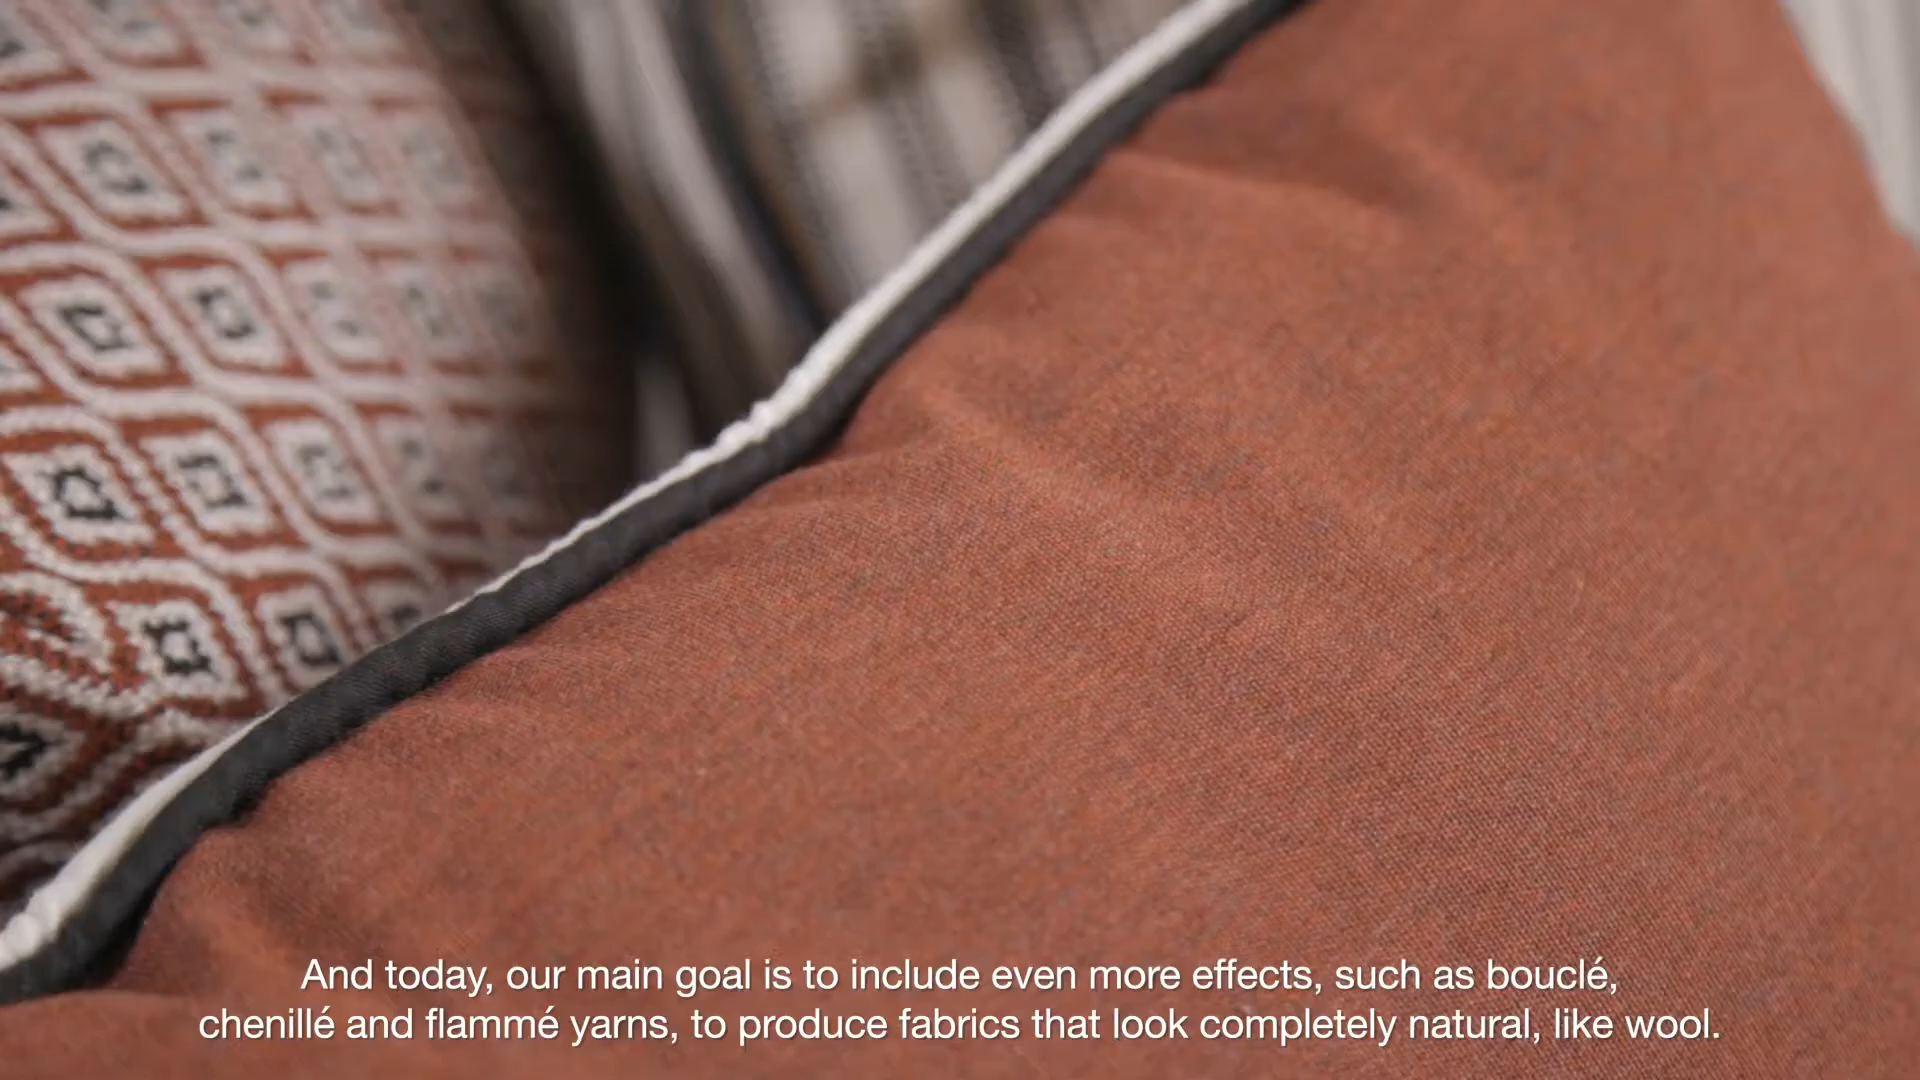 And today, our main goal is to include even more effects, such as bouclé,
chenillé and flammé yarns, to produce fabrics that look completely natural, like wool.